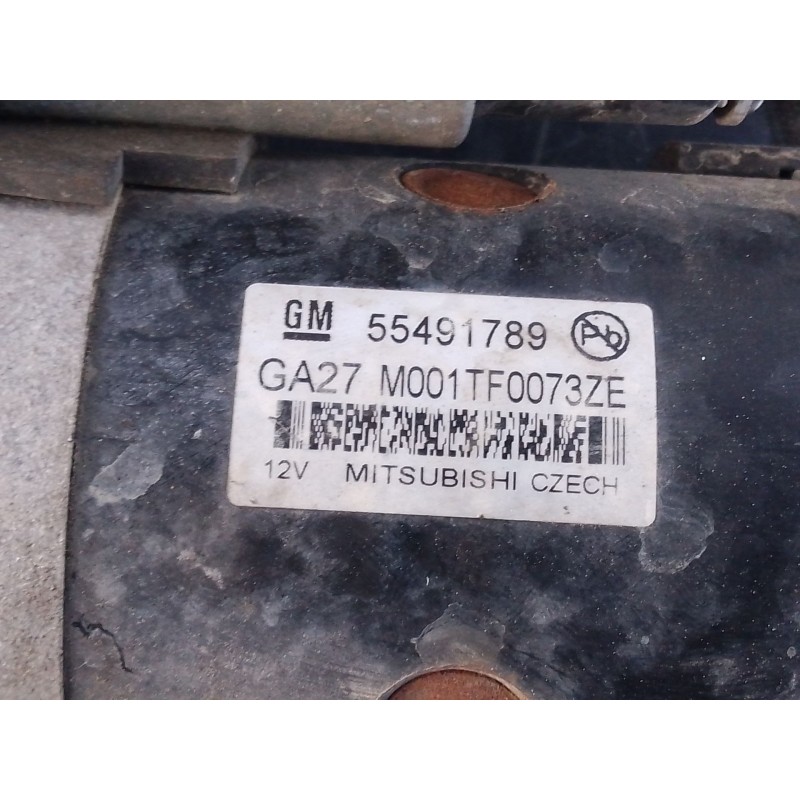 GM 55491789 Pb
GA27 M001TF0073ZE
12V MITSUBISHI CZECH